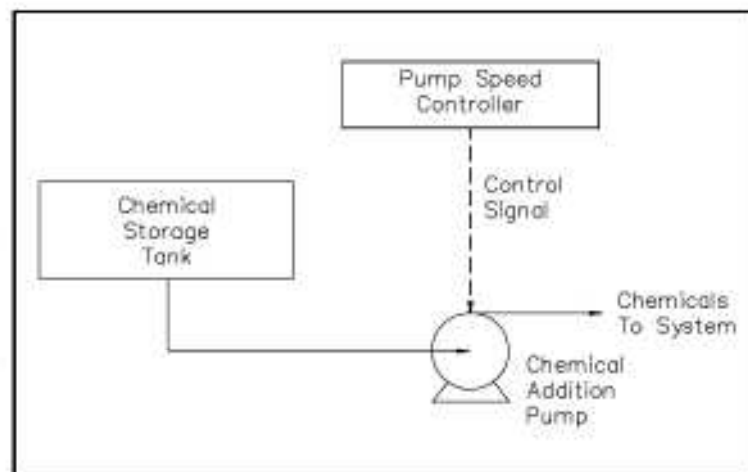 Pump Speed
Controller
Chemical
Storage
Tank
Control
Signal
Chemicals
To System
Chemical
Addition
Pump